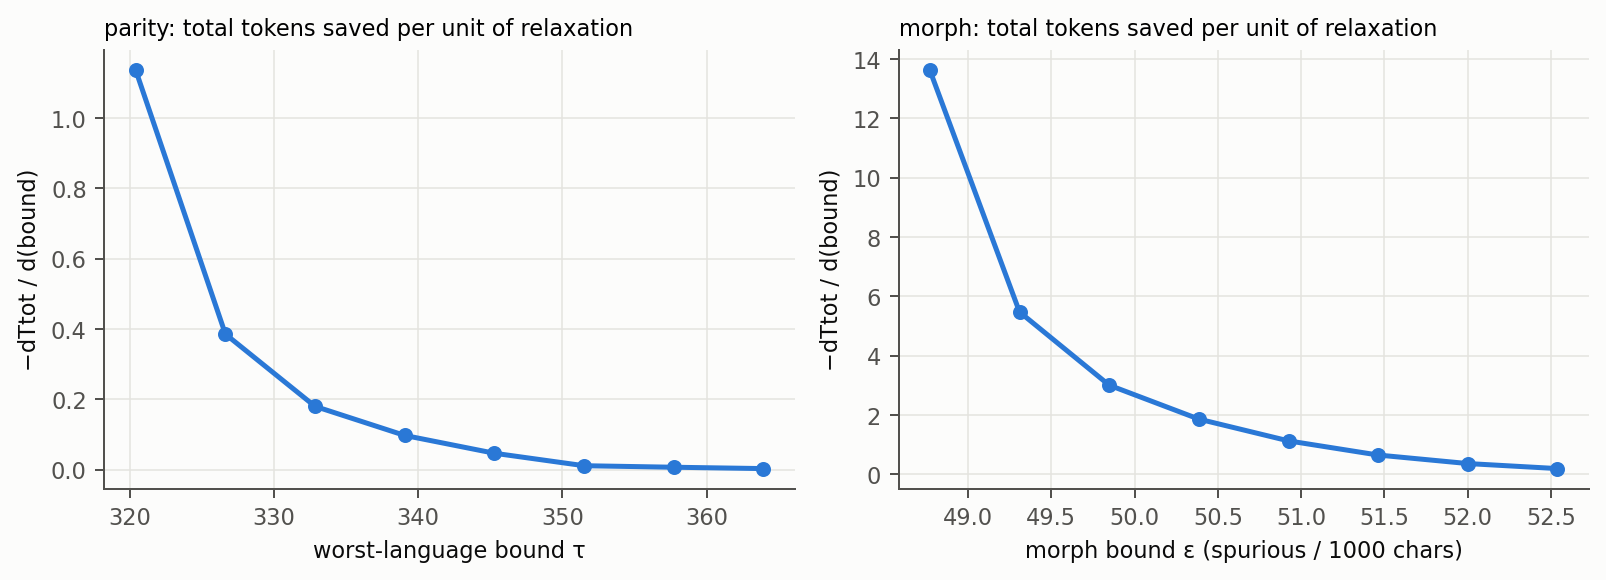 parity: total tokens saved per unit of relaxation
−dTtot / d(bound)
1.0
0.8
0.6
0.4
0.2
0.0
320 330 340 350 360
worst-language bound τ
morph: total tokens saved per unit of relaxation
−dTtot / d(bound)
14
12
10
8
6
4
2
0
49.0 49.5 50.0 50.5 51.0 51.5 52.0 52.5
morph bound ε (spurious / 1000 chars)